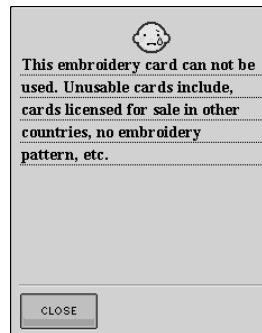 This embroidery card can not be
used. Unusable cards include,
cards licensed for sale in other
countries, no embroidery
pattern, etc.
CLOSE